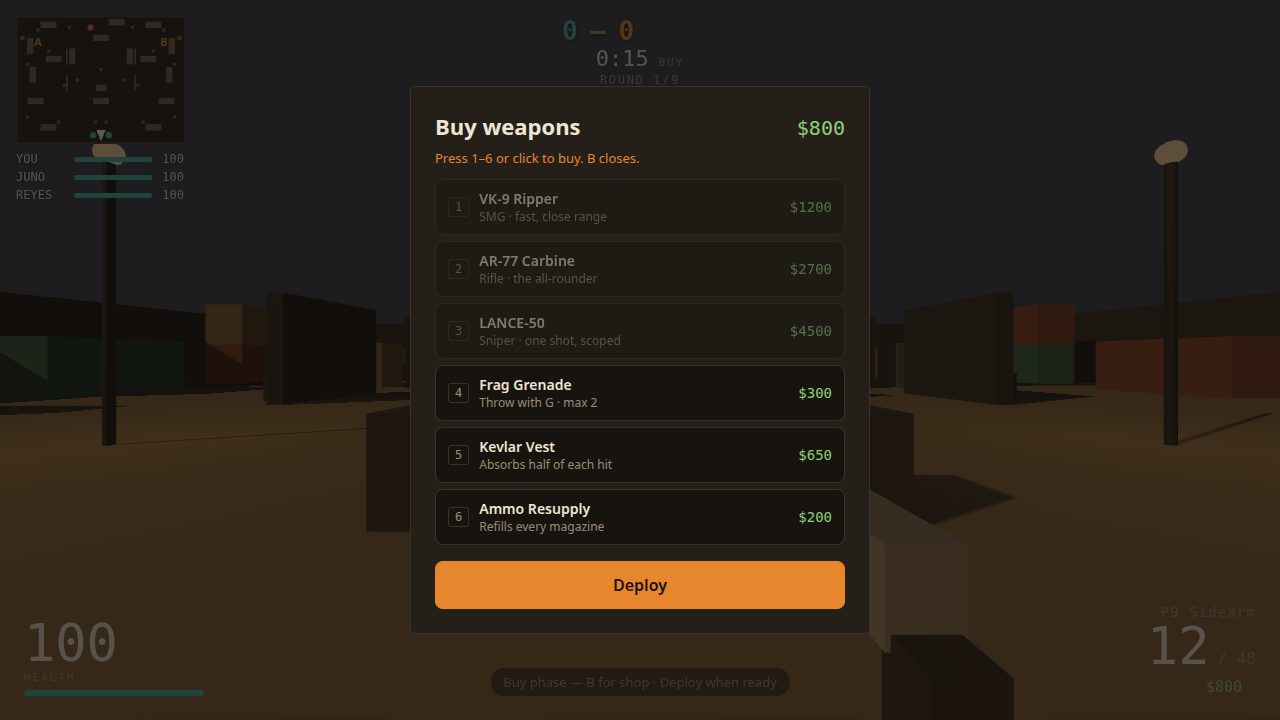 A
B
0 — 0
0:15 BUY
ROUND 1/9
YOU 100
JUNO 100
REYES 100
Buy weapons $800
Press 1–6 or click to buy. B closes.
1 VK-9 Ripper $1200
SMG · fast, close range
2 AR-77 Carbine $2700
Rifle · the all-rounder
3 LANCE-50 $4500
Sniper · one shot, scoped
4 Frag Grenade $300
Throw with G · max 2
5 Kevlar Vest $650
Absorbs half of each hit
6 Ammo Resupply $200
Refills every magazine
Deploy
100
HEALTH
Buy phase — B for shop · Deploy when ready
P9 Sidearm
12 / 48
$800